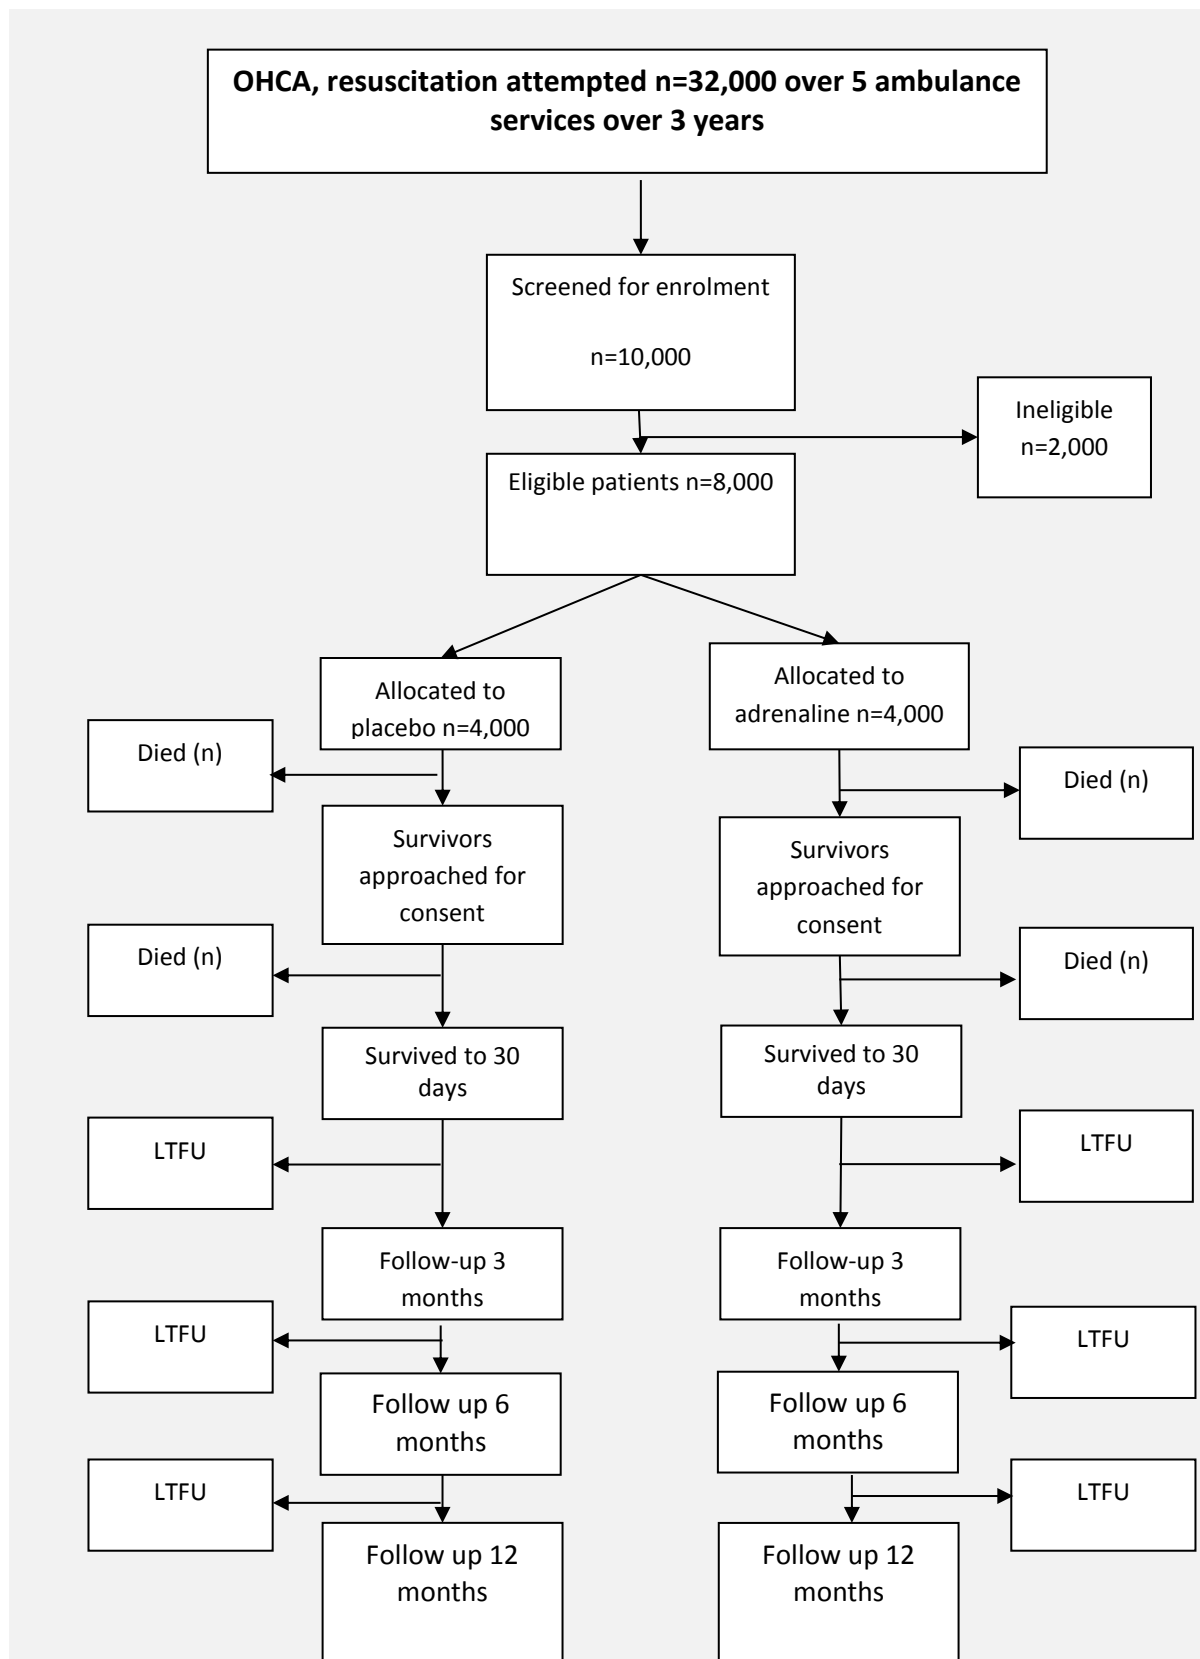 OHCA, resuscitation attempted n=32,000 over 5 ambulance
services over 3 years
Screened for enrolment
n=10,000
Ineligible
n=2,000
Eligible patients n=8,000
Allocated to
placebo n=4,000
Allocated to
adrenaline n=4,000
Died (n)
Died (n)
Survivors
approached for
consent
Survivors
approached for
consent
Died (n)
Died (n)
Survived to 30
days
Survived to 30
days
LTFU
LTFU
Follow-up 3
months
Follow-up 3
months
LTFU
LTFU
Follow up 6
months
Follow up 6
months
LTFU
LTFU
Follow up 12
months
Follow up 12
months